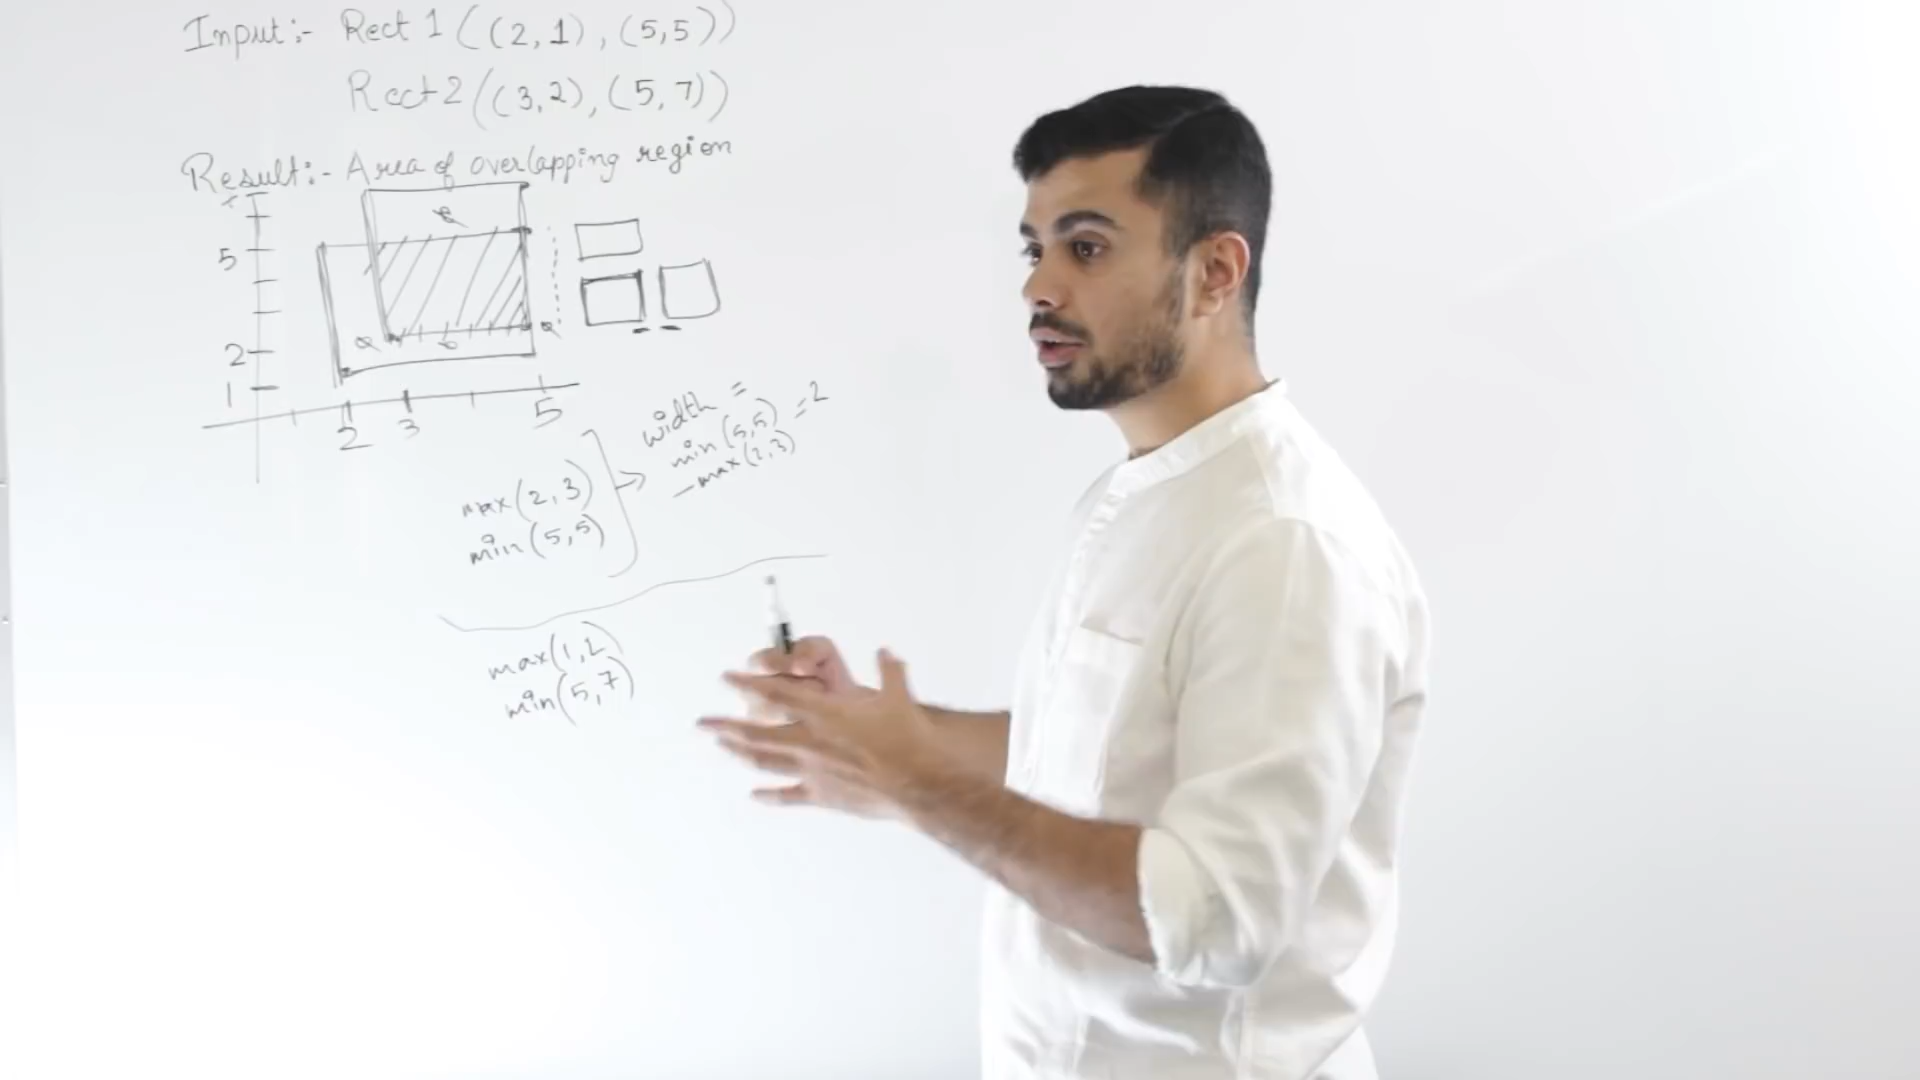 Input:- Rect 1 ((2,1), (5,5))
Rect 2 ((3,2), (5,7))
Result:- Area of overlapping region
5
2
1
2 3 5
width =
min (5,5) = 2
- max (2,3)
max (2,3)
min (5,5)
max (1,2)
min (5,7)